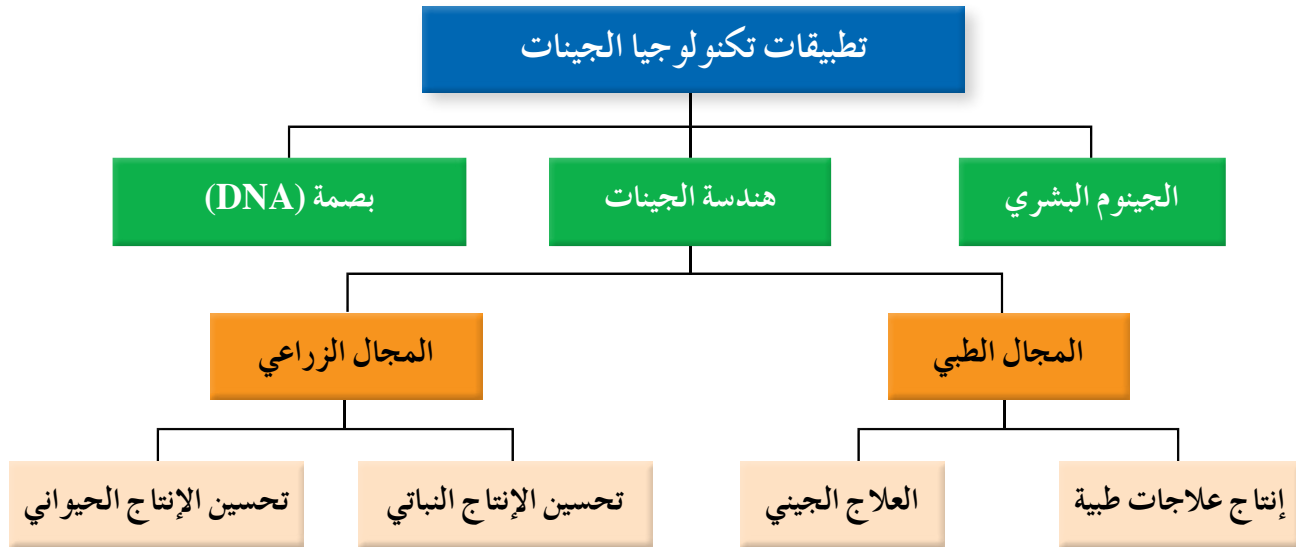 تطبيقات تكنولوجيا الجينات
الجينوم البشري
هندسة الجينات
بصمة (DNA)
المجال الطبي
المجال الزراعي
إنتاج علاجات طبية
العلاج الجيني
تحسين الإنتاج النباتي
تحسين الإنتاج الحيواني